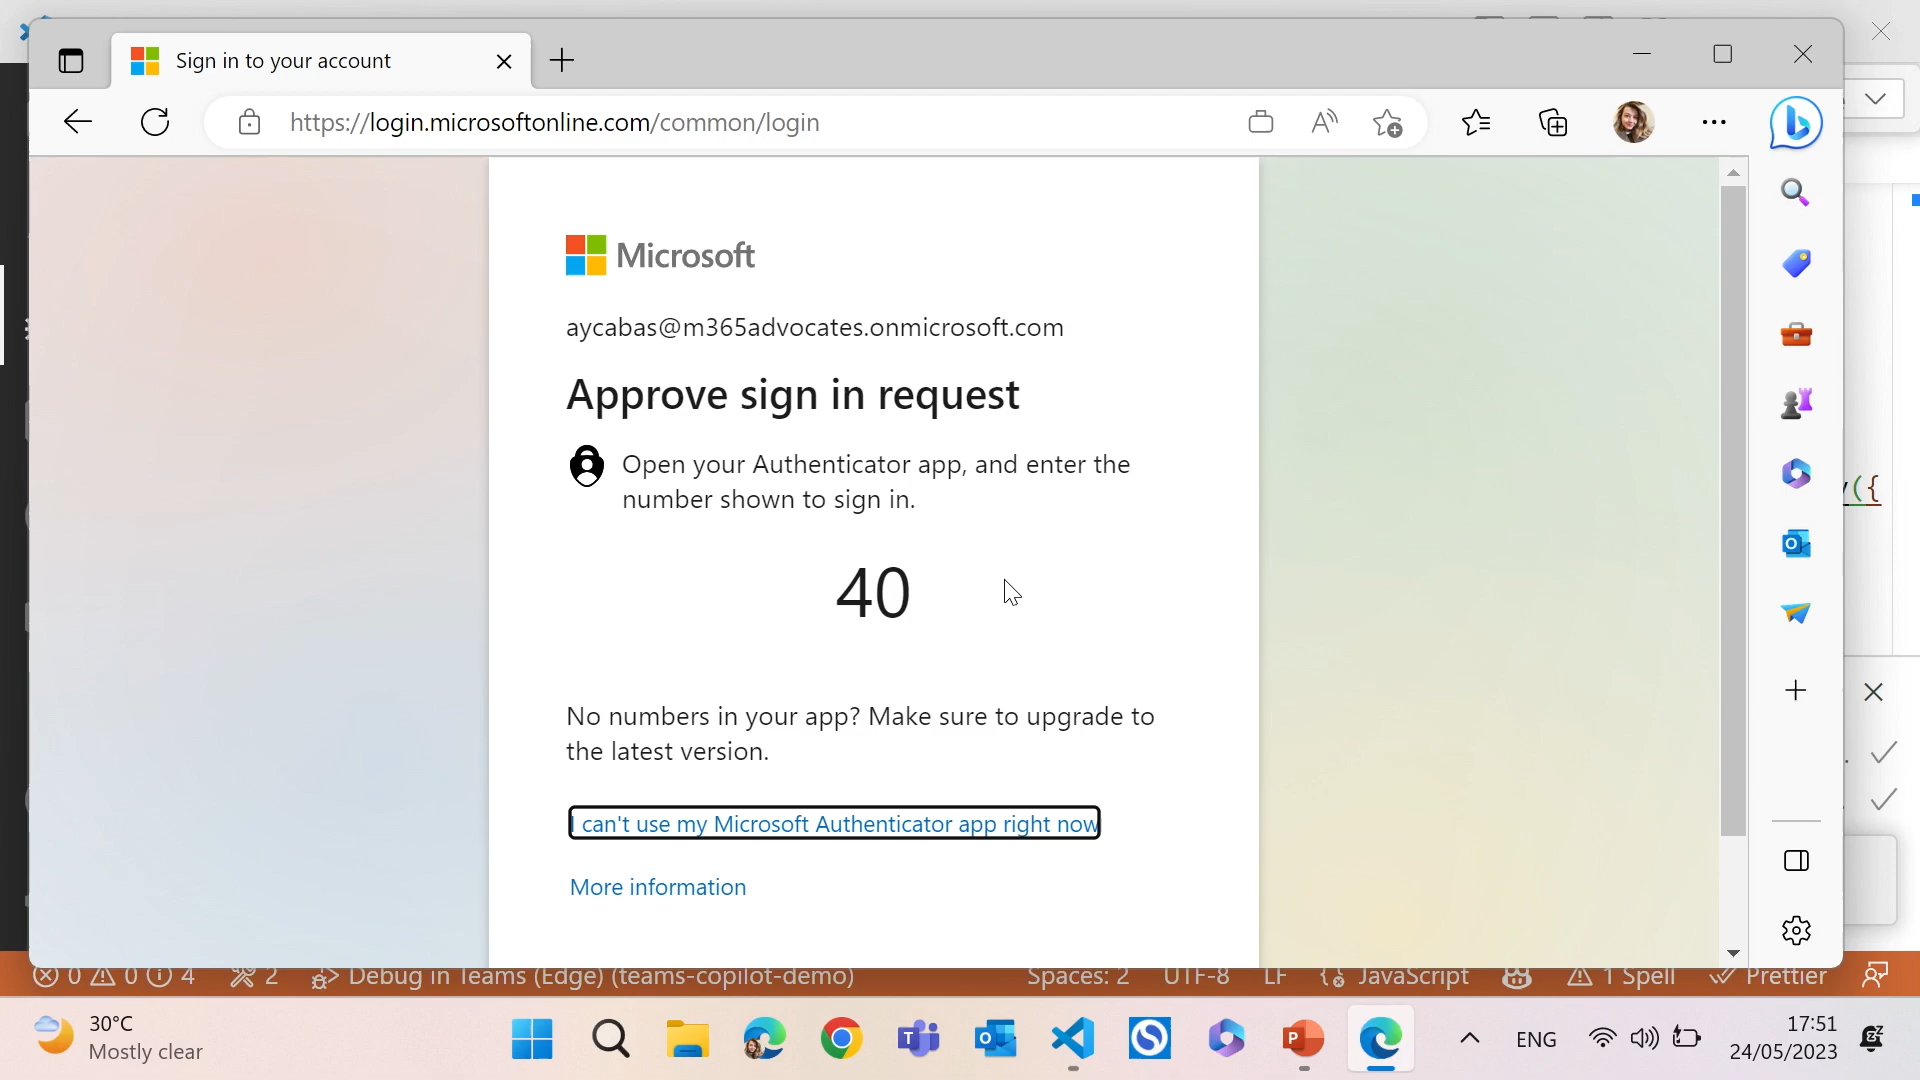 Sign in to your account
https://login.microsoftonline.com/common/login
Microsoft
aycabas@m365advocates.onmicrosoft.com
Approve sign in request
Open your Authenticator app, and enter the
number shown to sign in.
40
No numbers in your app? Make sure to upgrade to
the latest version.
I can't use my Microsoft Authenticator app right now
More information
({
0 0 4 2 Debug in Teams (Edge) (teams-copilot-demo) Spaces: 2 UTF-8 LF JavaScript 1 Spell Prettier
30°C
Mostly clear
ENG
17:51
24/05/2023